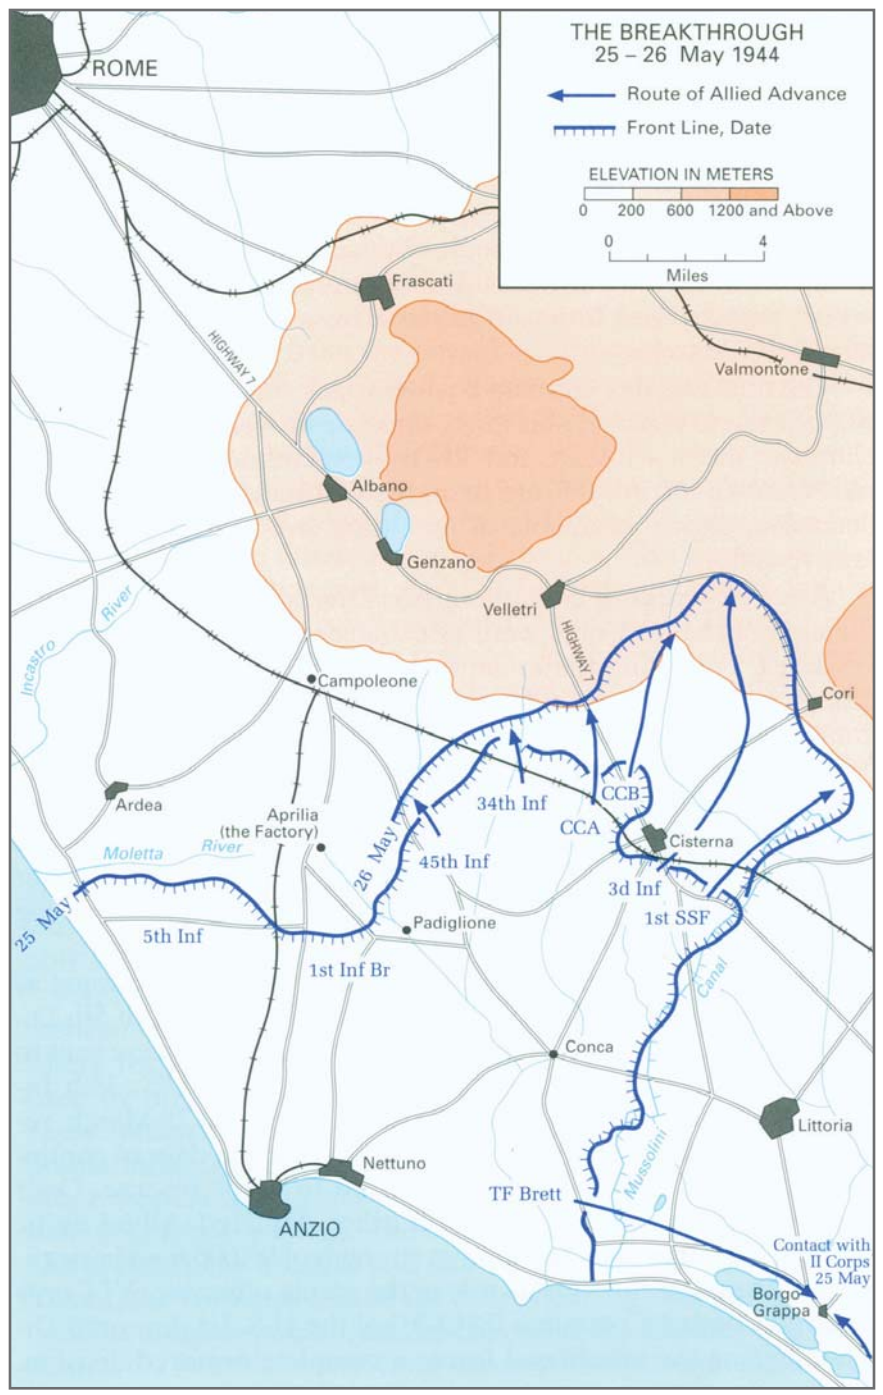 THE BREAKTHROUGH
25 – 26 May 1944
Route of Allied Advance
Front Line, Date
ELEVATION IN METERS
0 200 600 1200 and Above
0 4
Miles
ROME
Frascati
HIGHWAY 7
Valmontone
Albano
Genzano
Velletri
HIGHWAY 7
Incastro
River
Campoleone
Cori
Ardea
Aprilia
(the Factory)
Moletta River
26 May
34th Inf
CCB
CCA
Cisterna
45th Inf
3d Inf
1st SSF
25 May
5th Inf
Padiglione
1st Inf Br
Canal
Conca
Littoria
Mussolini
Nettuno
TF Brett
ANZIO
Contact with
II Corps
25 May
Borgo
Grappa